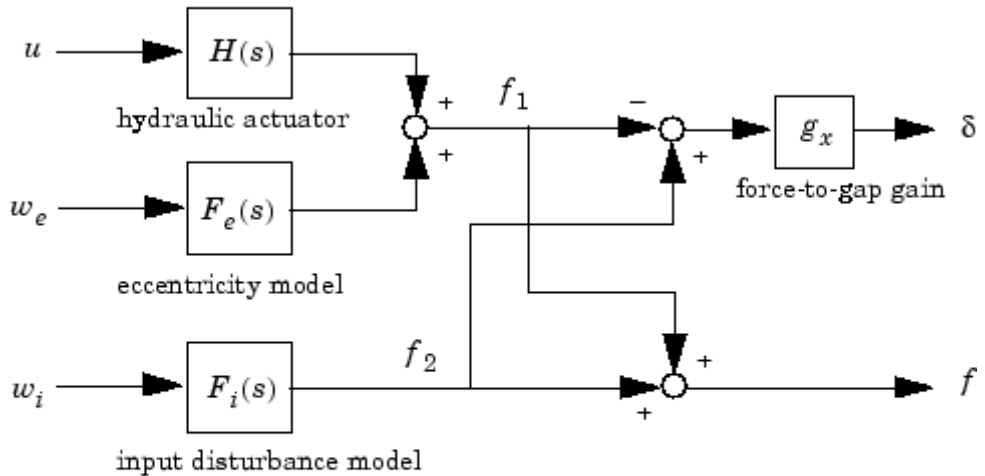 u
H(s)
hydraulic actuator
+
+
f1
−
+
gx
δ
force-to-gap gain
we
Fe(s)
eccentricity model
wi
Fi(s)
f2
+
+
f
input disturbance model